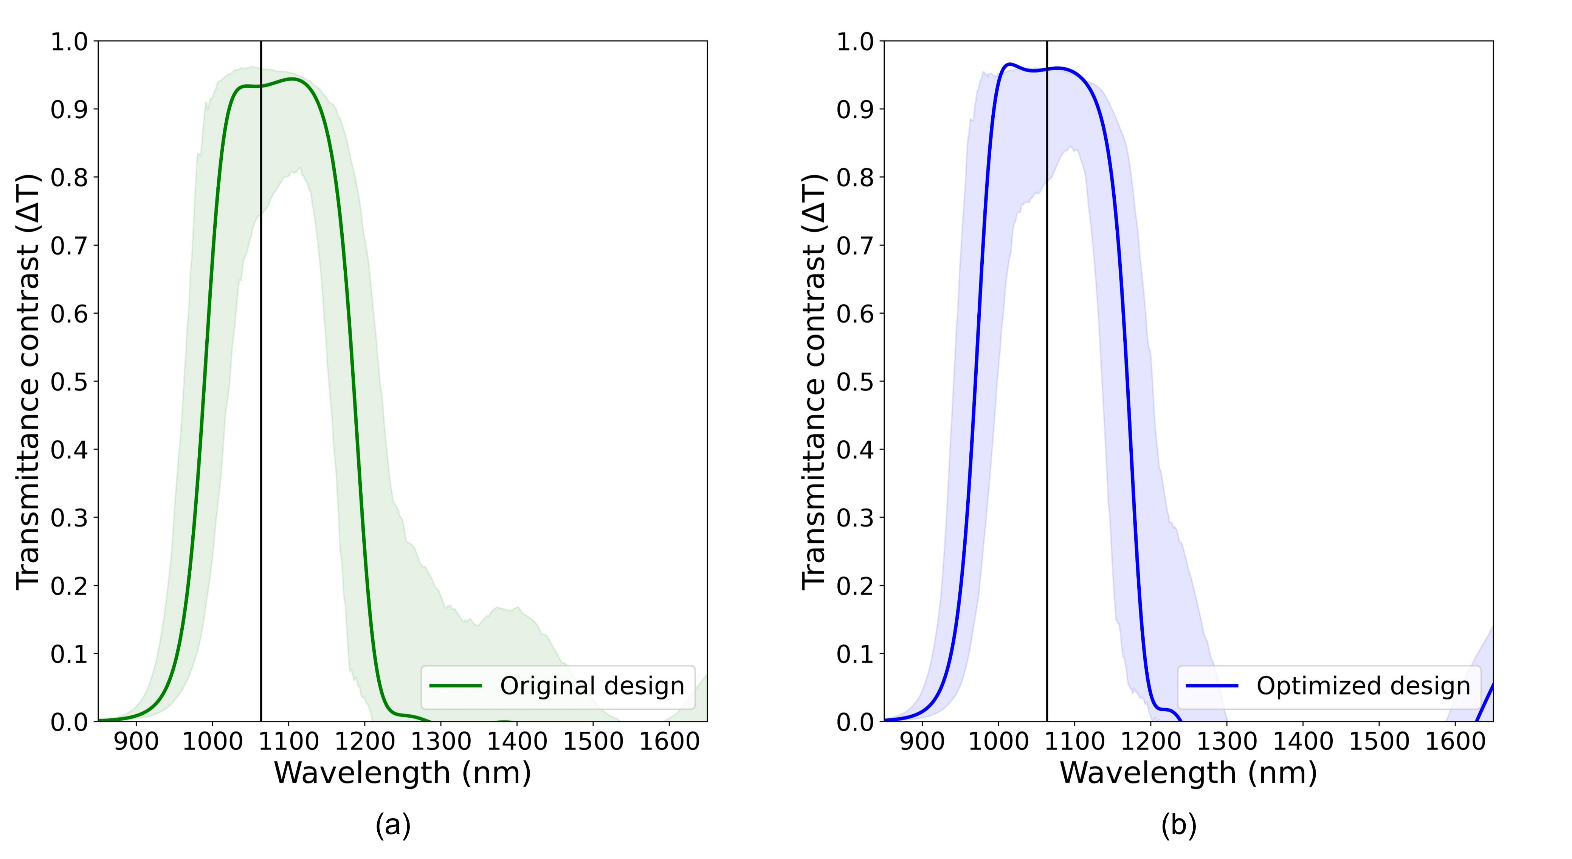 1.0
0.9
0.8
0.7
0.6
0.5
0.4
0.3
0.2
0.1
0.0
Transmittance contrast (ΔT)
Original design
900 1000 1100 1200 1300 1400 1500 1600
Wavelength (nm)
(a)
1.0
0.9
0.8
0.7
0.6
0.5
0.4
0.3
0.2
0.1
0.0
Transmittance contrast (ΔT)
Optimized design
900 1000 1100 1200 1300 1400 1500 1600
Wavelength (nm)
(b)